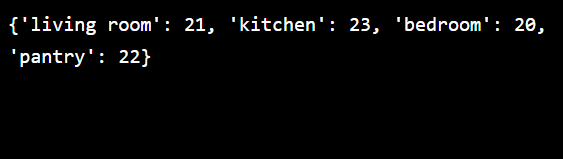 {'living room': 21, 'kitchen': 23, 'bedroom': 20,
'pantry': 22}